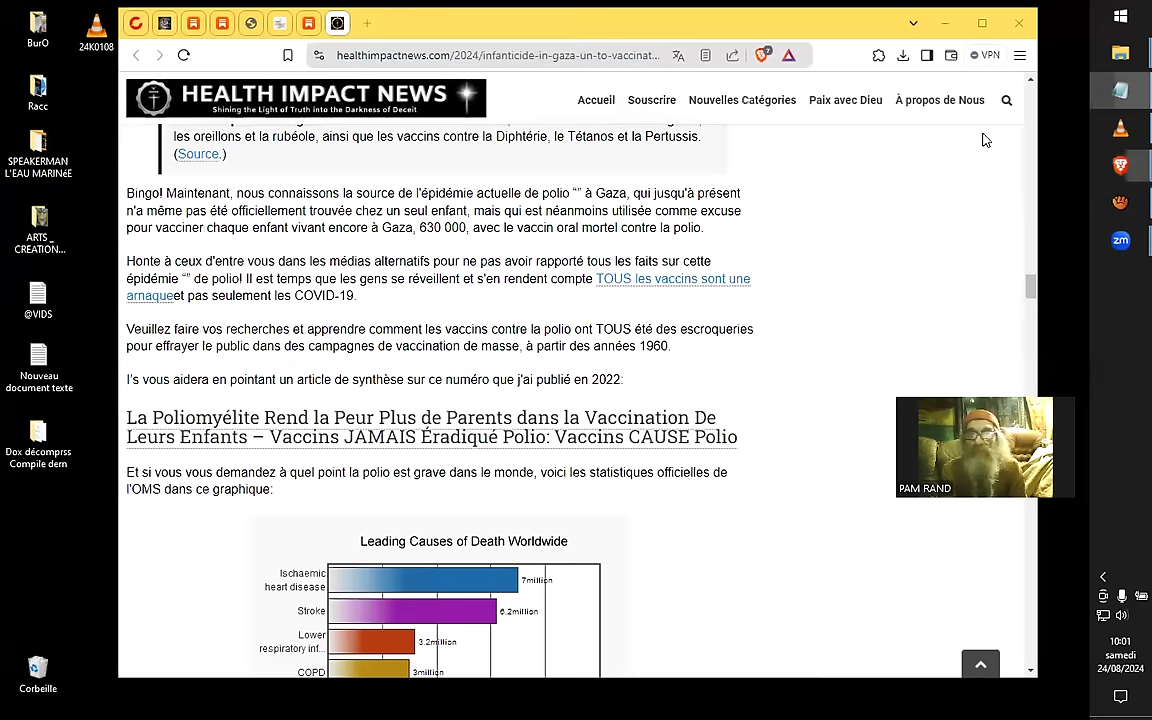 BurO
24K0108
Racc
SPEAKERMAN
L'EAU MARINéE
ARTS _
CREATION...
@VIDS
Nouveau
document texte
Dox décomprss
Compile dern
Corbeille
healthimpactnews.com/2024/infanticide-in-gaza-un-to-vaccinat...
7
VPN
HEALTH IMPACT NEWS
Shining the Light of Truth into the Darkness of Deceit
Accueil Souscrire Nouvelles Catégories Paix avec Dieu À propos de Nous
les oreillons et la rubéole, ainsi que les vaccins contre la Diphtérie, le Tétanos et la Pertussis.
(Source.)
Bingo! Maintenant, nous connaissons la source de l'épidémie actuelle de polio “” à Gaza, qui jusqu'à présent
n'a même pas été officiellement trouvée chez un seul enfant, mais qui est néanmoins utilisée comme excuse
pour vacciner chaque enfant vivant encore à Gaza, 630 000, avec le vaccin oral mortel contre la polio.
Honte à ceux d'entre vous dans les médias alternatifs pour ne pas avoir rapporté tous les faits sur cette
épidémie “” de polio! Il est temps que les gens se réveillent et s'en rendent compte TOUS les vaccins sont une
arnaqueet pas seulement les COVID-19.
Veuillez faire vos recherches et apprendre comment les vaccins contre la polio ont TOUS été des escroqueries
pour effrayer le public dans des campagnes de vaccination de masse, à partir des années 1960.
I's vous aidera en pointant un article de synthèse sur ce numéro que j'ai publié en 2022:
La Poliomyélite Rend la Peur Plus de Parents dans la Vaccination De
Leurs Enfants – Vaccins JAMAIS Éradiqué Polio: Vaccins CAUSE Polio
Et si vous vous demandez à quel point la polio est grave dans le monde, voici les statistiques officielles de
l'OMS dans ce graphique:
Leading Causes of Death Worldwide
Ischaemic
heart disease
7million
Stroke
6.2million
Lower
respiratory inf...
3.2million
COPD
3million
PAM RAND
zm
10:01
samedi
24/08/2024